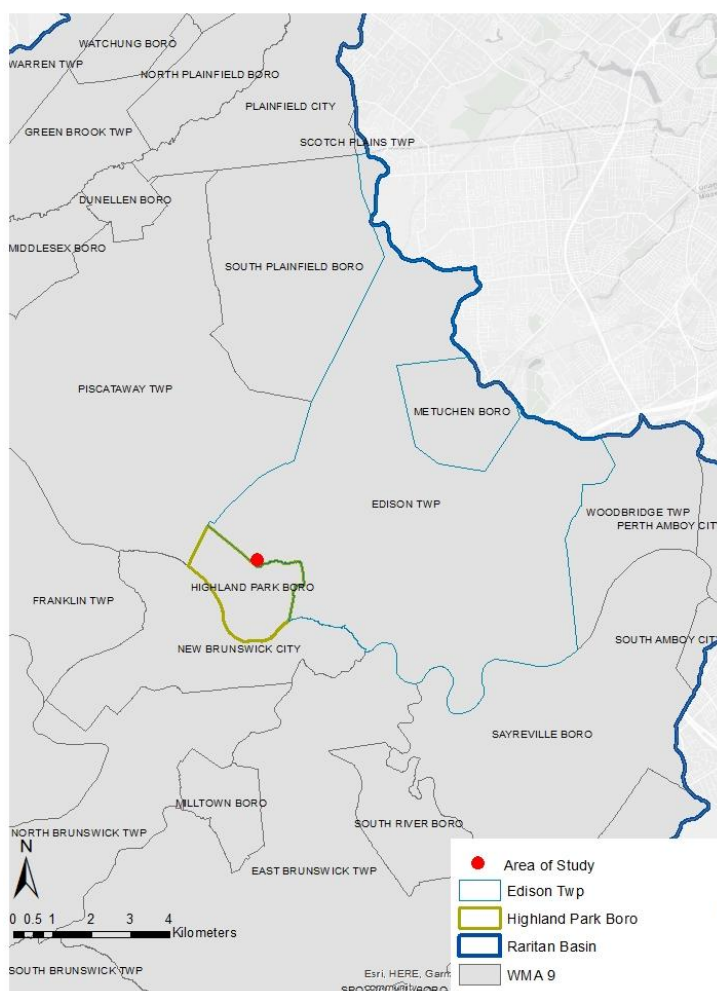 WATCHUNG BORO
WARREN TWP
NORTH PLAINFIELD BORO
PLAINFIELD CITY
GREEN BROOK TWP
SCOTCH PLAINS TWP
DUNELLEN BORO
MIDDLESEX BORO
SOUTH PLAINFIELD BORO
PISCATAWAY TWP
METUCHEN BORO
EDISON TWP
WOODBRIDGE TWP
PERTH AMBOY CITY
HIGHLAND PARK BORO
FRANKLIN TWP
SOUTH AMBOY CITY
NEW BRUNSWICK CITY
SAYREVILLE BORO
MILLTOWN BORO
SOUTH RIVER BORO
NORTH BRUNSWICK TWP
EAST BRUNSWICK TWP
N
0 0.5 1 2 3 4
Kilometers
SOUTH BRUNSWICK TWP
Area of Study
Edison Twp
Highland Park Boro
Raritan Basin
WMA 9
Esri, HERE,
community